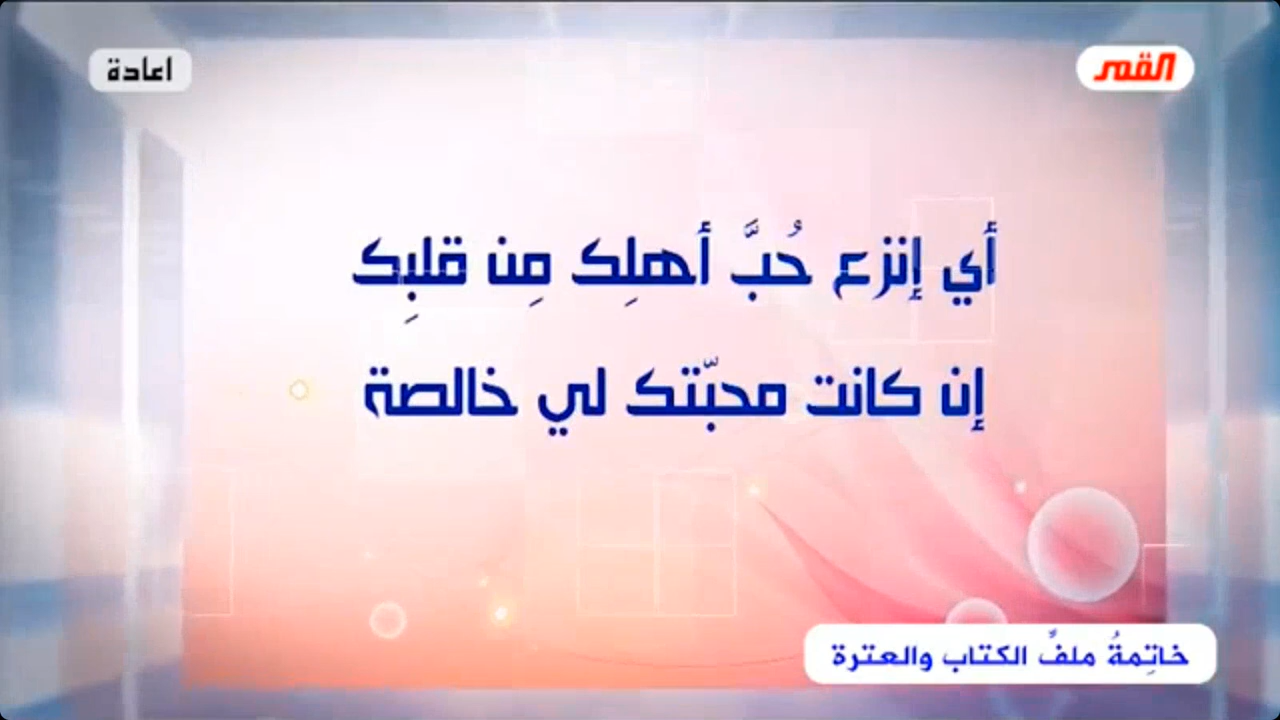 القمر
اعادة
أي إنزع حُبَّ أهلِك مِن قلبِك
إن كانت محبّتك لي خالصة
خاتِمةُ ملفِّ الكتاب والعترة